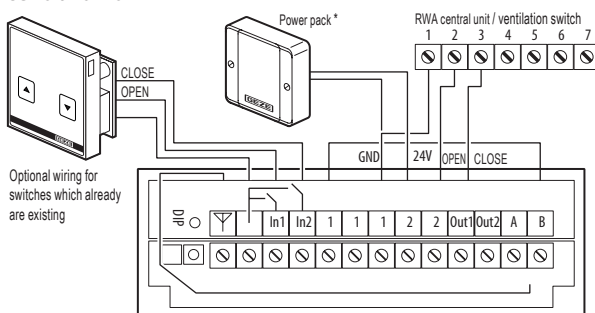 Power pack *
RWA central unit / ventilation switch
1 2 3 4 5 6 7
CLOSE
OPEN
GEZE
GEZE
GND 24V OPEN CLOSE
Optional wiring for
switches which already
are existing
DIP
In1 In2 1 1 1 2 2 Out1 Out2 A B